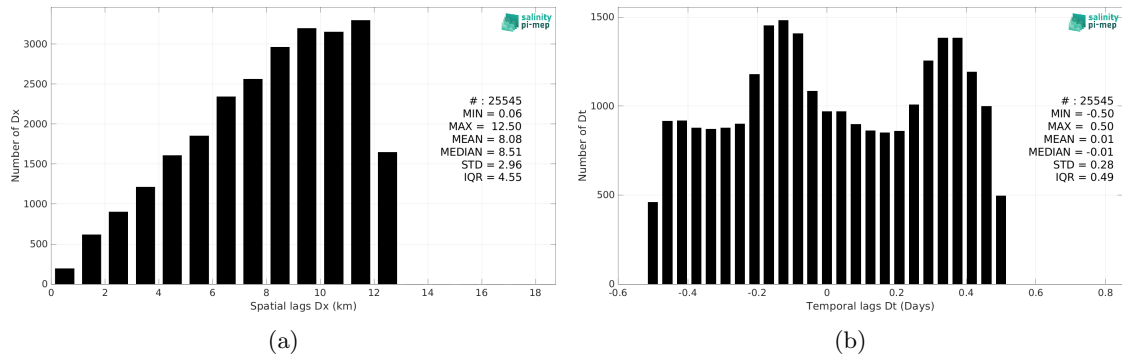 3000
2500
2000
1500
1000
500
0
Number of Dx
0
2
4
6
8
10
12
14
16
18
Spatial lags Dx (km)
salinity
pi-mep
# : 25545
MIN = 0.06
MAX = 12.50
MEAN = 8.08
MEDIAN = 8.51
STD = 2.96
IQR = 4.55
(a)
1500
1000
500
0
Number of Dt
-0.6
-0.4
-0.2
0
0.2
0.4
0.6
0.8
Temporal lags Dt (Days)
salinity
pi-mep
# : 25545
MIN = -0.50
MAX = 0.50
MEAN = 0.01
MEDIAN = -0.01
STD = 0.28
IQR = 0.49
(b)